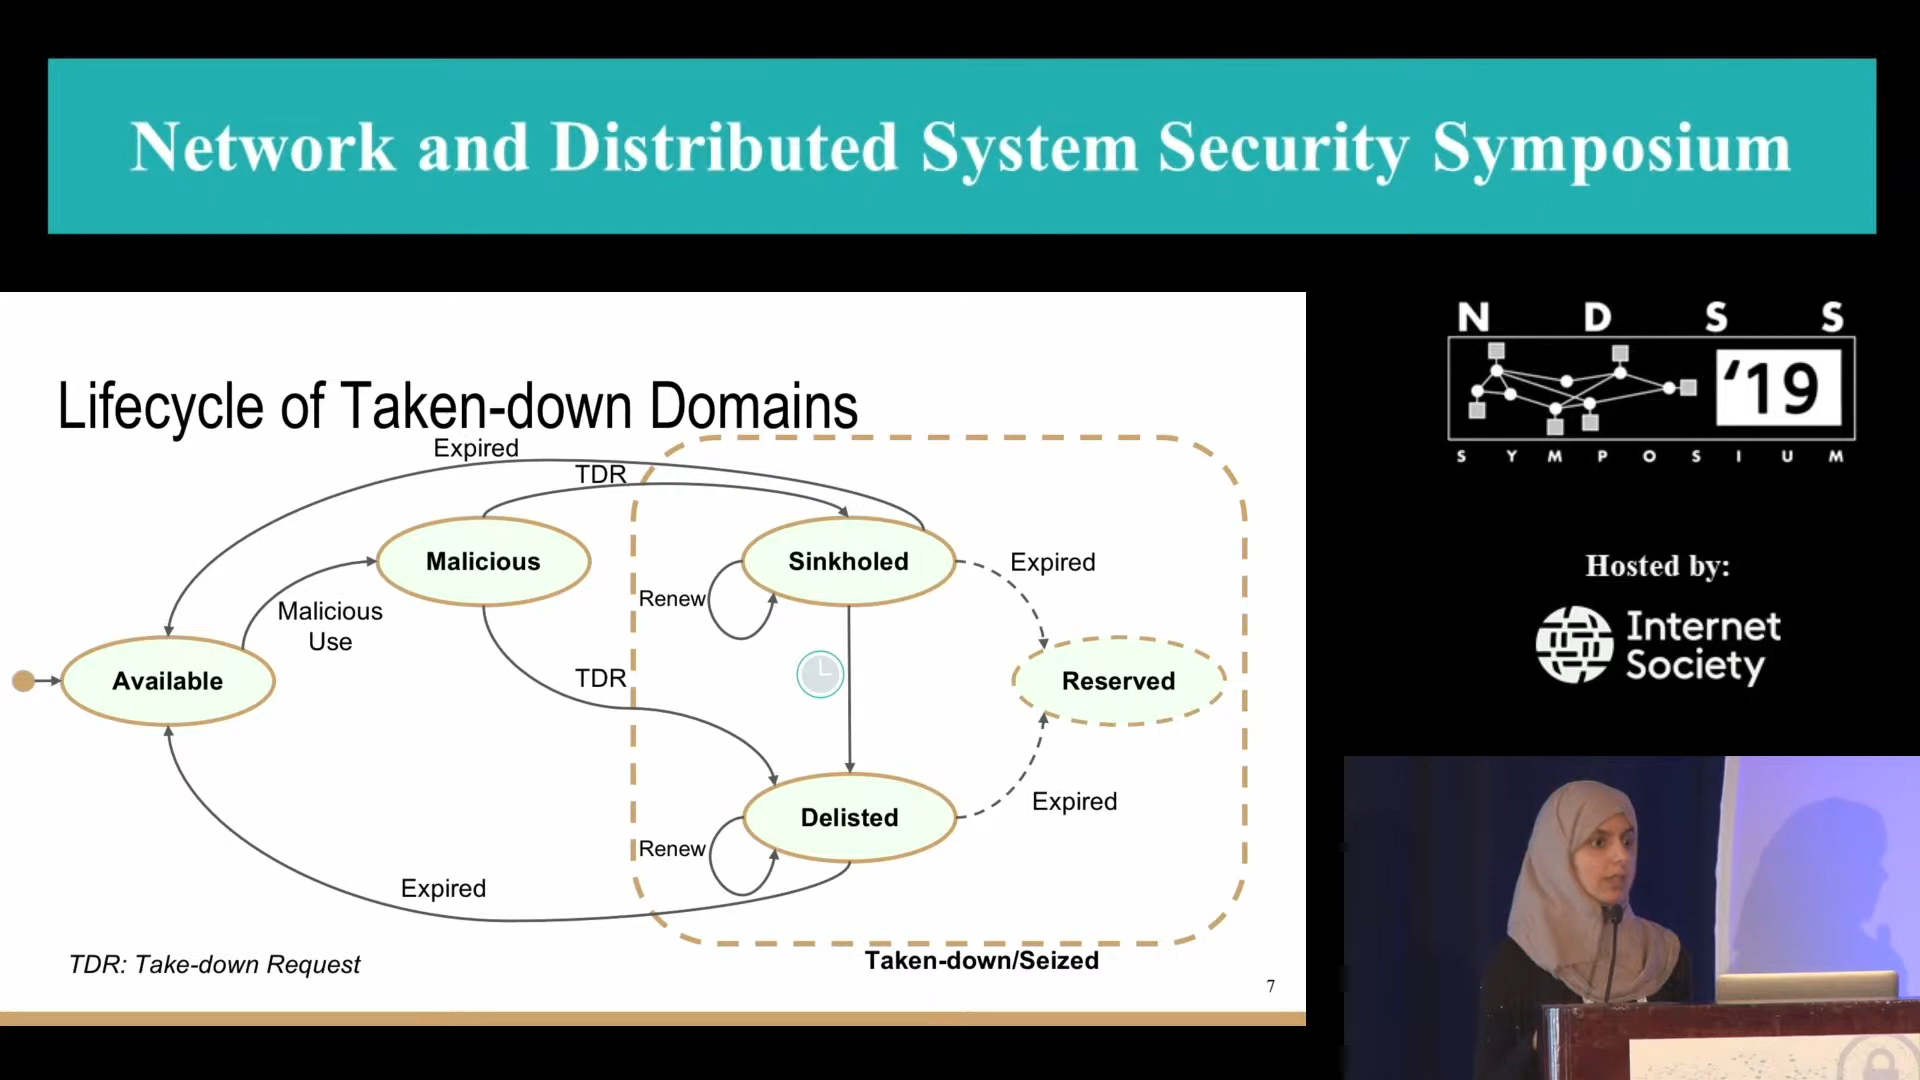 Network and Distributed System Security Symposium
N D S S
'19
S Y M P O S I U M
Hosted by:
Internet
Society
Lifecycle of Taken-down Domains
Expired
TDR
Malicious
Sinkholed
Expired
Renew
Malicious
Use
Available
TDR
Reserved
Delisted
Expired
Renew
Expired
TDR: Take-down Request
Taken-down/Seized
7